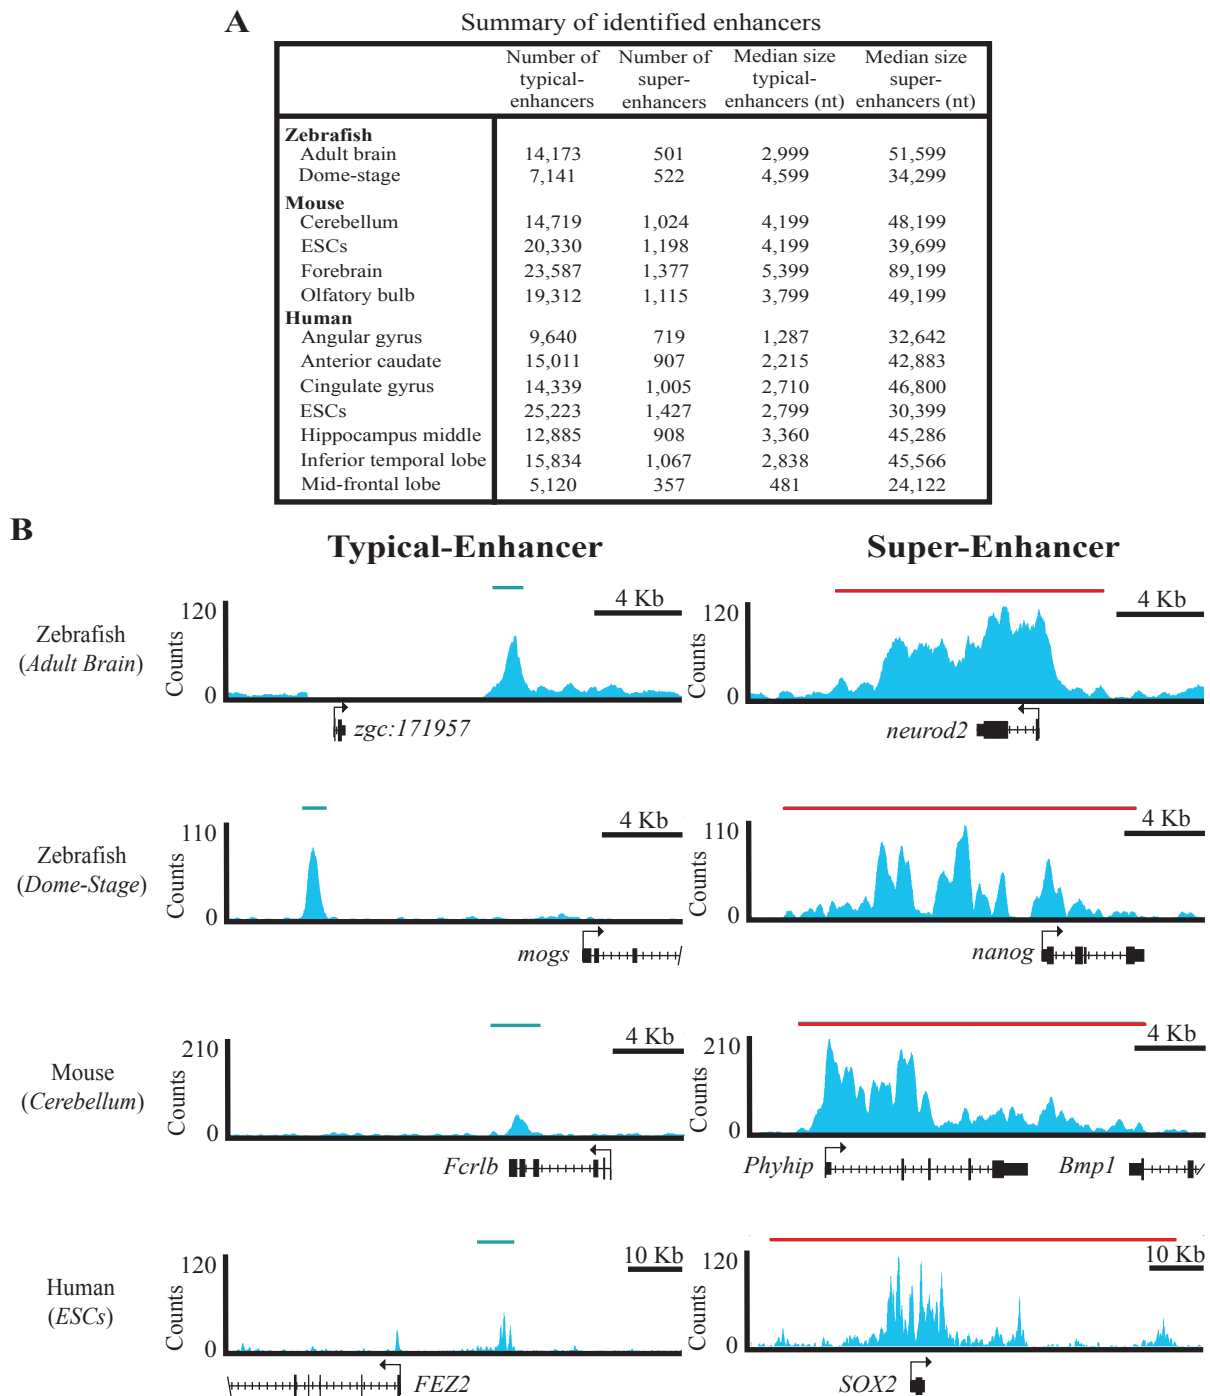 A
Summary of identified enhancers
Number of typical-enhancers
Number of super-enhancers
Median size typical-enhancers (nt)
Median size super-enhancers (nt)
Zebrafish
Adult brain 14,173 501 2,999 51,599
Dome-stage 7,141 522 4,599 34,299
Mouse
Cerebellum 14,719 1,024 4,199 48,199
ESCs 20,330 1,198 4,199 39,699
Forebrain 23,587 1,377 5,399 89,199
Olfatory bulb 19,312 1,115 3,799 49,199
Human
Angular gyrus 9,640 719 1,287 32,642
Anterior caudate 15,011 907 2,215 42,883
Cingulate gyrus 14,339 1,005 2,710 46,800
ESCs 25,223 1,427 2,799 30,399
Hippocampus middle 12,885 908 3,360 45,286
Inferior temporal lobe 15,834 1,067 2,838 45,566
Mid-frontal lobe 5,120 357 481 24,122
B
Typical-Enhancer
Super-Enhancer
Zebrafish
(Adult Brain)
Counts
120
0
4 Kb
zgc:171957
Counts
120
0
4 Kb
neurod2
Zebrafish
(Dome-Stage)
Counts
110
0
4 Kb
mogs
Counts
110
0
4 Kb
nanog
Mouse
(Cerebellum)
Counts
210
0
4 Kb
Fcrlb
Counts
210
0
4 Kb
Phyhip
Bmp1
Human
(ESCs)
Counts
120
0
10 Kb
FEZ2
Counts
120
0
10 Kb
SOX2